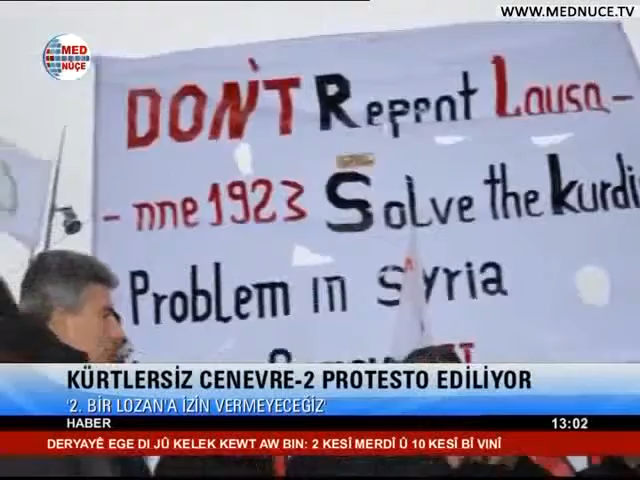 WWW.MEDNUCE.TV
MED
NÛÇE
DON'T Repent Lausa-
-nne 1923 Solve the kurdi
Problem in Syria
KÜRTLERSİZ CENEVRE-2 PROTESTO EDİLİYOR
'2. BİR LOZAN'A İZİN VERMEYECEĞİZ'
HABER
13:02
DERYAYÊ EGE DI JÛ KELEK KEWT AW BIN: 2 KESÎ MERDÎ Û 10 KESÎ BÎ VINÎ